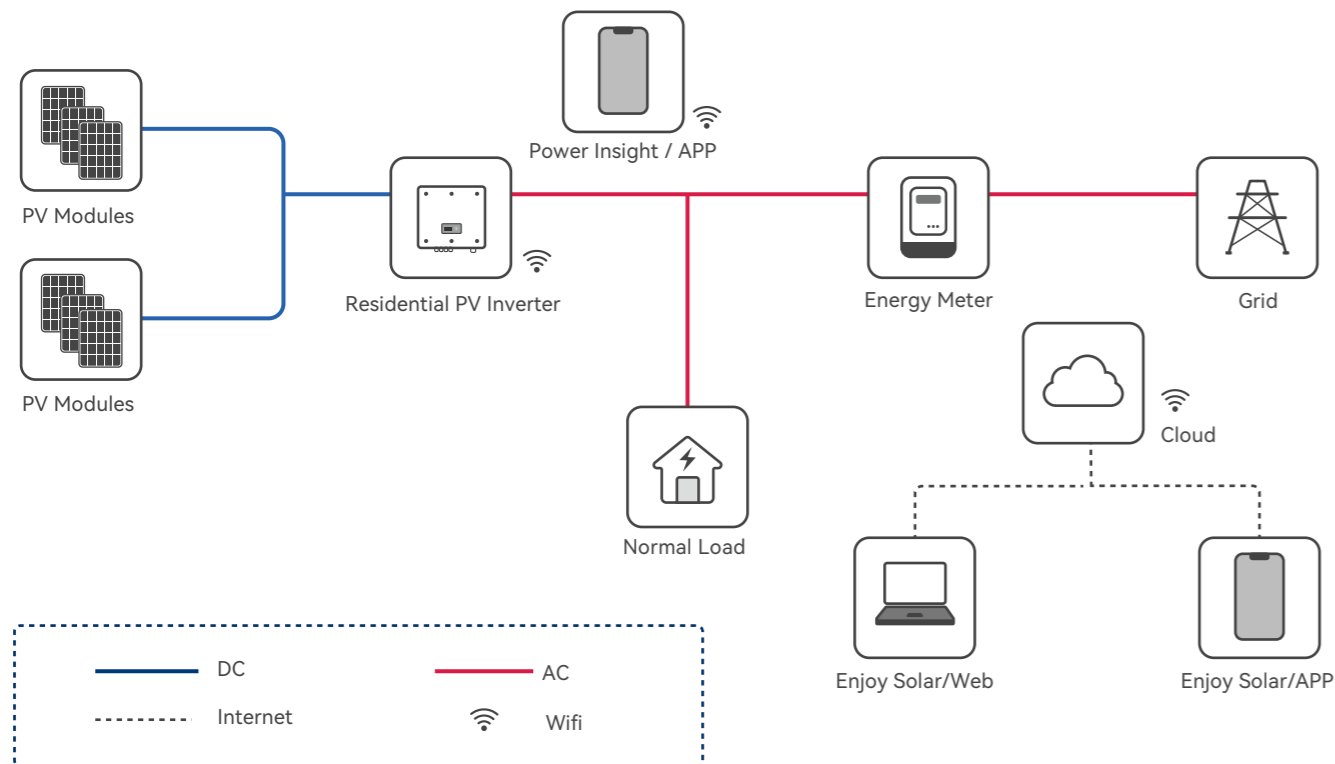 Power Insight / APP
PV Modules
Residential PV Inverter
Energy Meter
Grid
PV Modules
Cloud
Normal Load
Enjoy Solar/Web
Enjoy Solar/APP
DC
AC
Internet
Wifi